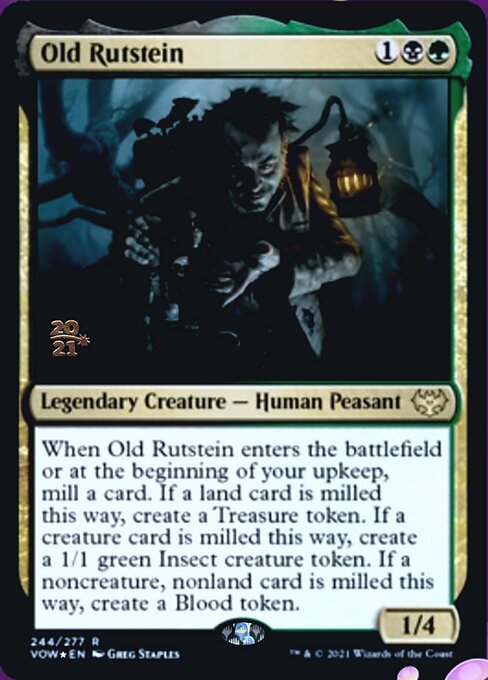 Old Rutstein 1
20
21
Legendary Creature — Human Peasant
When Old Rutstein enters the battlefield
or at the beginning of your upkeep,
mill a card. If a land card is milled
this way, create a Treasure token. If a
creature card is milled this way, create
a 1/1 green Insect creature token. If a
noncreature, nonland card is milled this
way, create a Blood token.
1/4
244/277 R
VOW★EN Greg Staples
™ & © 2021 Wizards of the Coast